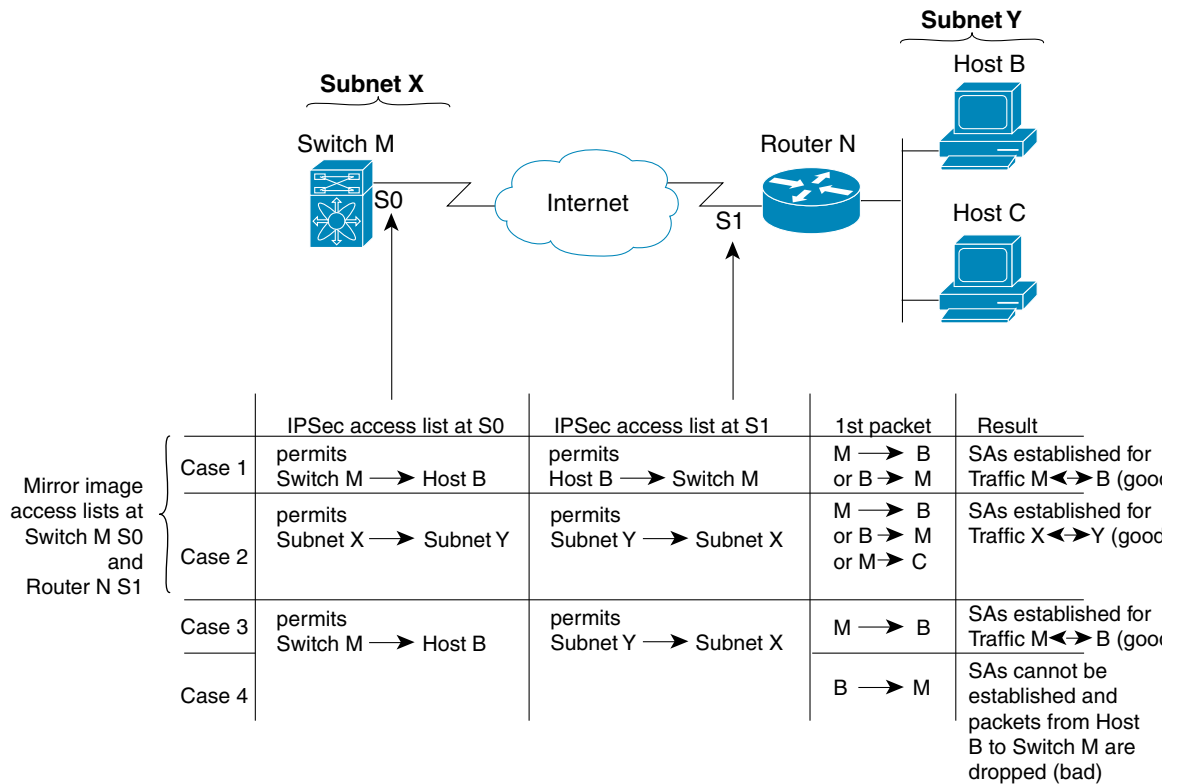 Subnet Y
Host B
Subnet X
Switch M
Router N
S0
Internet
S1
Host C
IPSec access list at S0
IPSec access list at S1
1st packet
Result
Mirror image
access lists at
Switch M S0
and
Router N S1
Case 1
permits
Switch M → Host B
permits
Host B → Switch M
M → B
or B → M
SAs established for
Traffic M ↔ B (good
Case 2
permits
Subnet X → Subnet Y
permits
Subnet Y → Subnet X
M → B
or B → M
or M → C
SAs established for
Traffic X ↔ Y (good
Case 3
permits
Switch M → Host B
permits
Subnet Y → Subnet X
M → B
SAs established for
Traffic M ↔ B (good
Case 4
B → M
SAs cannot be
established and
packets from Host
B to Switch M are
dropped (bad)